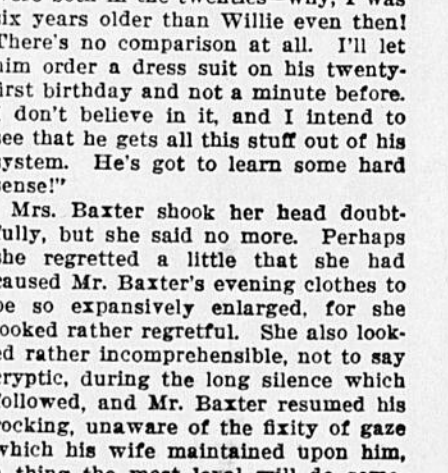 six years older than Willie even then!
There's no comparison at all. I'll let
him order a dress suit on his twenty-
first birthday and not a minute before.
I don't believe in it, and I intend to
see that he gets all this stuff out of his
system. He's got to learn some hard
sense!"
Mrs. Baxter shook her head doubt-
fully, but she said no more. Perhaps
she regretted a little that she had
caused Mr. Baxter's evening clothes to
be so expansively enlarged, for she
looked rather regretful. She also look-
ed rather incomprehensible, not to say
cryptic, during the long silence which
followed, and Mr. Baxter resumed his
rocking, unaware of the fixity of gaze
which his wife maintained upon him,